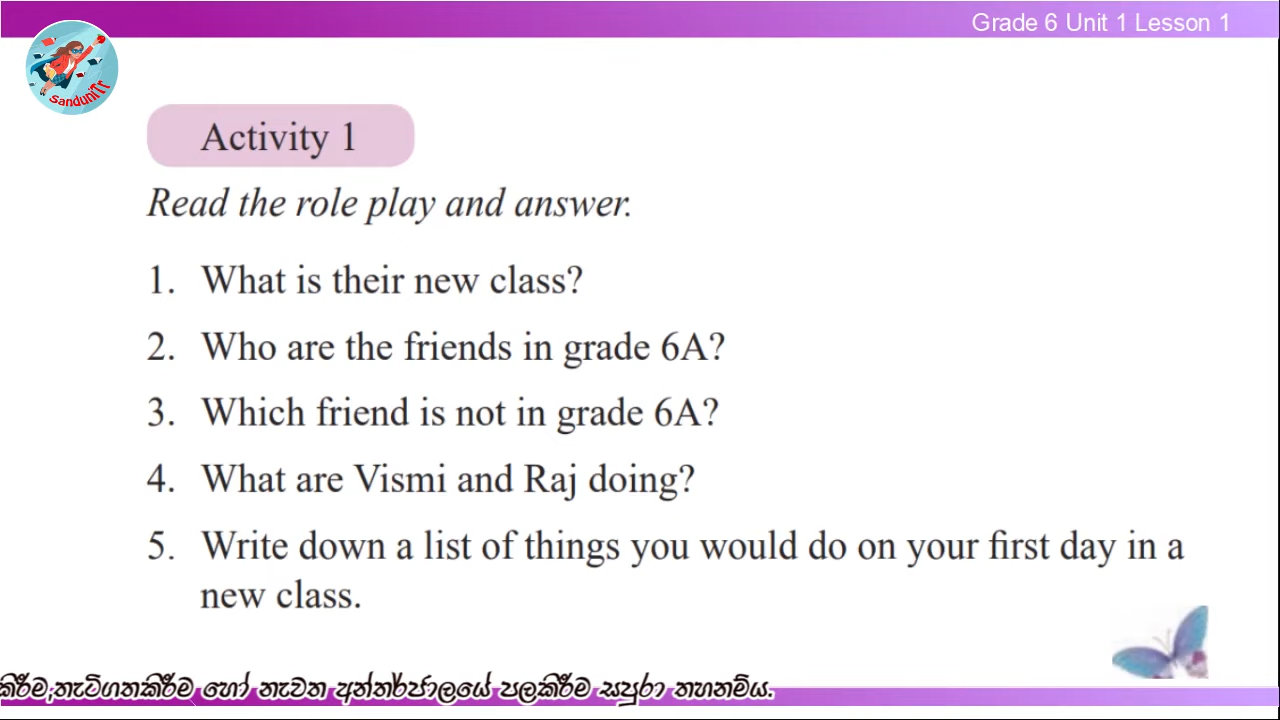 Grade 6 Unit 1 Lesson 1
SanduniTr
Activity 1
Read the role play and answer.
1. What is their new class?
2. Who are the friends in grade 6A?
3. Which friend is not in grade 6A?
4. What are Vismi and Raj doing?
5. Write down a list of things you would do on your first day in a
new class.
කිරීම,තැටිගතකිරීම හෝ නැවත අන්තර්ජාලයේ පලකිරීම සපුරා තහනම්ය.